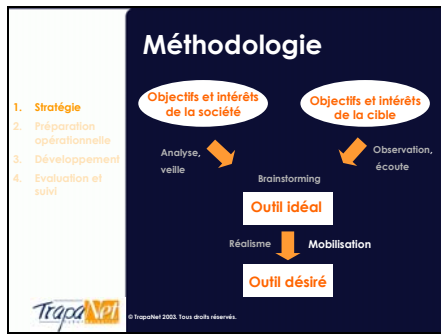 Méthodologie
1. Stratégie
2. Préparation
opérationnelle
3. Développement
4. Evaluation et
suivi
Objectifs et intérêts
de la société
Objectifs et intérêts
de la cible
Analyse,
veille
Observation,
écoute
Brainstorming
Outil idéal
Réalisme
Mobilisation
Outil désiré
TrapaNet
© TrapaNet 2003. Tous droits réservés.